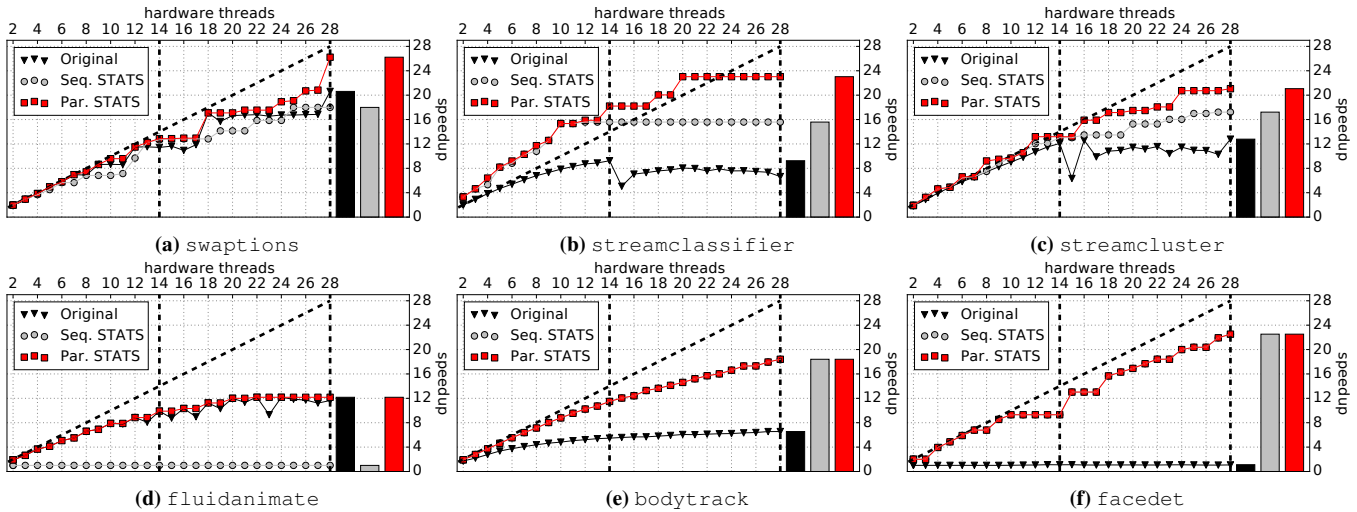 hardware threads
2 4 6 8 10 12 14 16 18 20 22 24 26 28
Original
Seq. STATS
Par. STATS
28
24
20
16
12
8
4
0
speedup
(a) swaptions
hardware threads
2 4 6 8 10 12 14 16 18 20 22 24 26 28
Original
Seq. STATS
Par. STATS
28
24
20
16
12
8
4
0
speedup
(b) streamclassifier
hardware threads
2 4 6 8 10 12 14 16 18 20 22 24 26 28
Original
Seq. STATS
Par. STATS
28
24
20
16
12
8
4
0
speedup
(c) streamcluster
hardware threads
2 4 6 8 10 12 14 16 18 20 22 24 26 28
Original
Seq. STATS
Par. STATS
28
24
20
16
12
8
4
0
speedup
(d) fluidanimate
hardware threads
2 4 6 8 10 12 14 16 18 20 22 24 26 28
Original
Seq. STATS
Par. STATS
28
24
20
16
12
8
4
0
speedup
(e) bodytrack
hardware threads
2 4 6 8 10 12 14 16 18 20 22 24 26 28
Original
Seq. STATS
Par. STATS
28
24
20
16
12
8
4
0
speedup
(f) facedet